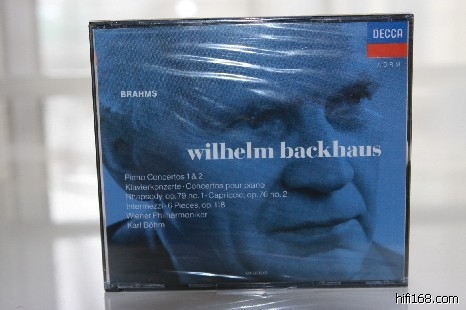 DECCA
BRAHMS
wilhelm backhaus
Piano Concertos 1 & 2
Klavierkonzerte · Concertos pour piano
Rhapsody, op.79 no.1 · Capriccio, op.76 no.2
Intermezzi · 6 Pieces, op.118
Wiener Philharmoniker
Karl Böhm
hifi168.com